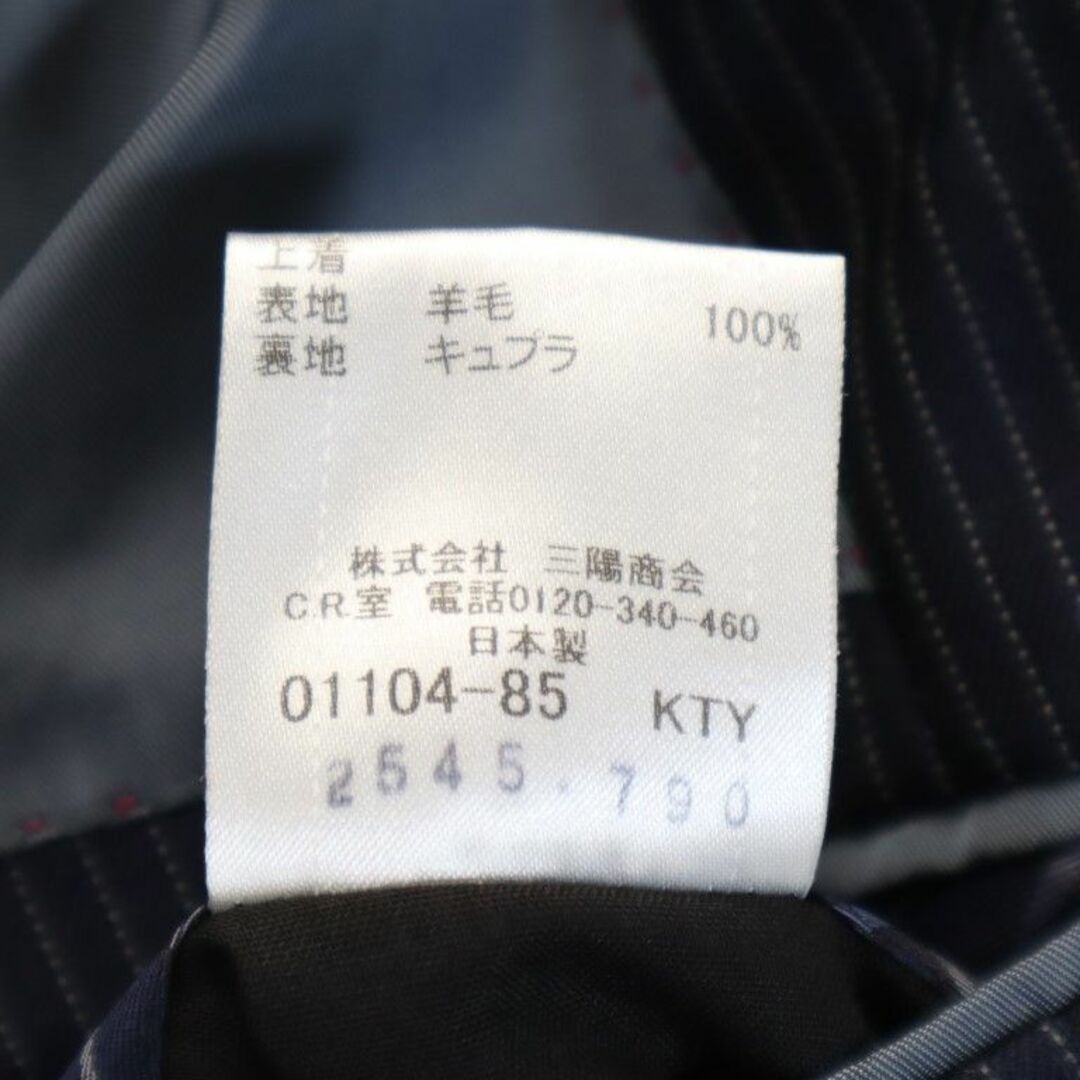 上着
表地 羊毛 100%
裏地 キュプラ
株式会社 三陽商会
C.R.室 電話0120-340-460
日本製
01104-85 KTY
2545.790